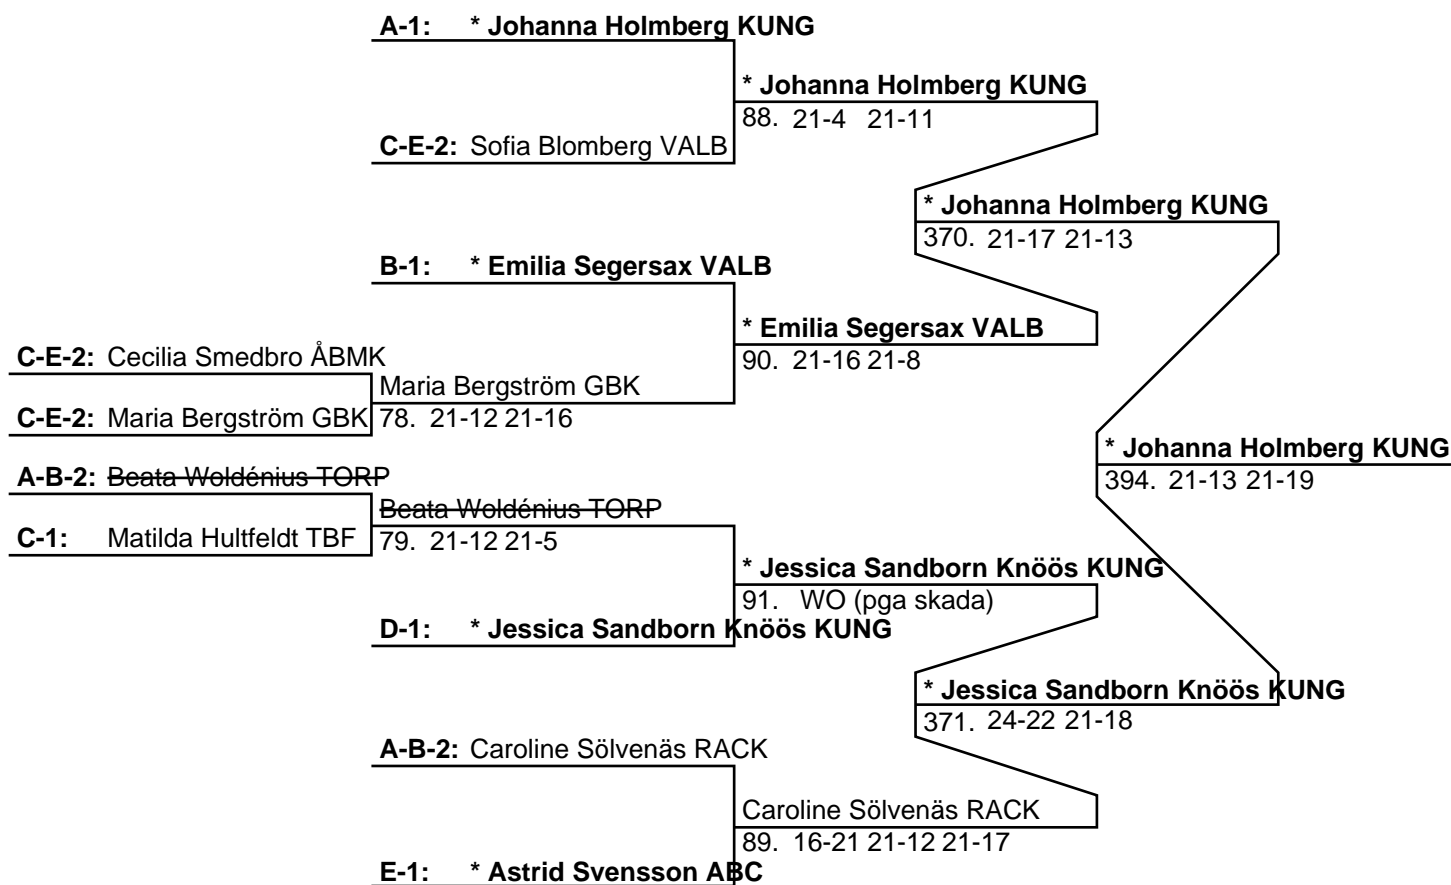 A-1: * Johanna Holmberg KUNG
* Johanna Holmberg KUNG
88. 21-4 21-11
C-E-2: Sofia Blomberg VALB
* Johanna Holmberg KUNG
370. 21-17 21-13
B-1: * Emilia Segersax VALB
* Emilia Segersax VALB
90. 21-16 21-8
C-E-2: Cecilia Smedbro ÅBMK
Maria Bergström GBK
C-E-2: Maria Bergström GBK
78. 21-12 21-16
* Johanna Holmberg KUNG
394. 21-13 21-19
A-B-2: Beata Woldénius TORP
Beata Woldénius TORP
C-1: Matilda Hultfeldt TBF
79. 21-12 21-5
* Jessica Sandborn Knöös KUNG
91. WO (pga skada)
D-1: * Jessica Sandborn Knöös KUNG
* Jessica Sandborn Knöös KUNG
371. 24-22 21-18
A-B-2: Caroline Sölvenäs RACK
Caroline Sölvenäs RACK
89. 16-21 21-12 21-17
E-1: * Astrid Svensson ABC